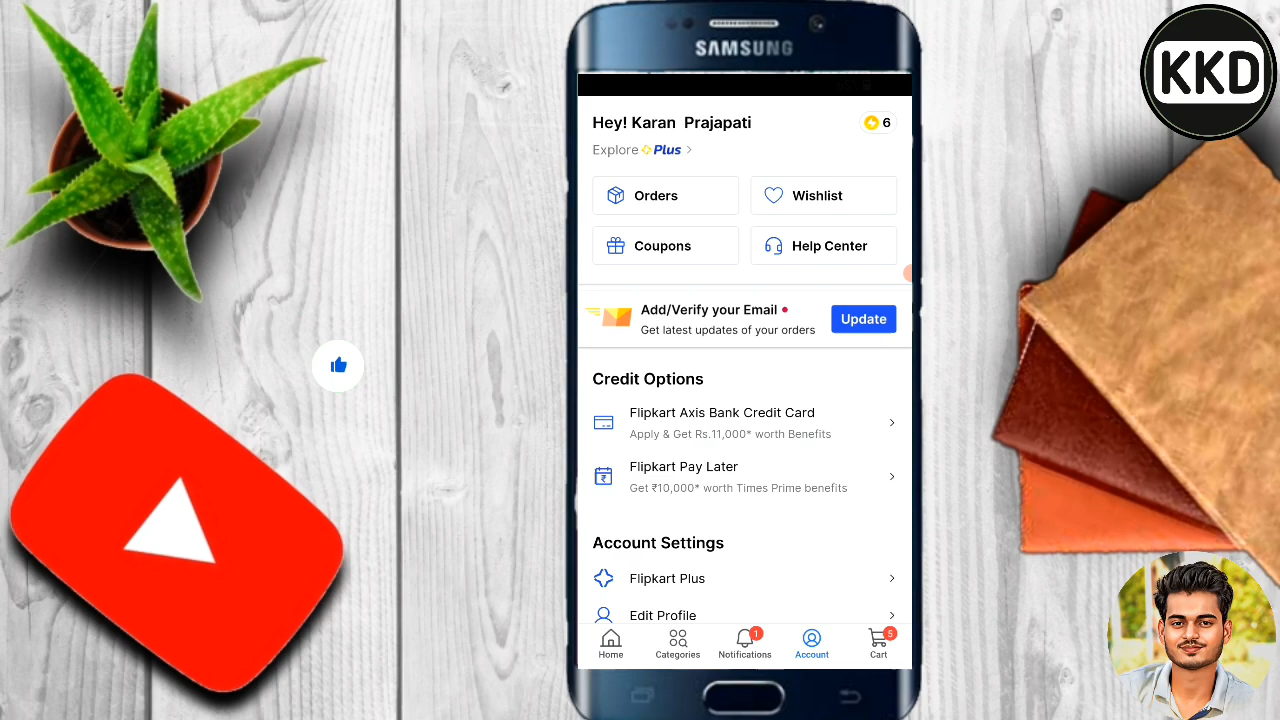 SAMSUNG
KKD
Hey! Karan Prajapati
6
Explore Plus
Orders
Wishlist
Coupons
Help Center
Add/Verify your Email
Get latest updates of your orders
Update
Credit Options
Flipkart Axis Bank Credit Card
Apply & Get Rs.11,000* worth Benefits
Flipkart Pay Later
Get ₹10,000* worth Times Prime benefits
Account Settings
Flipkart Plus
Edit Profile
1
5
Home
Categories
Notifications
Account
Cart